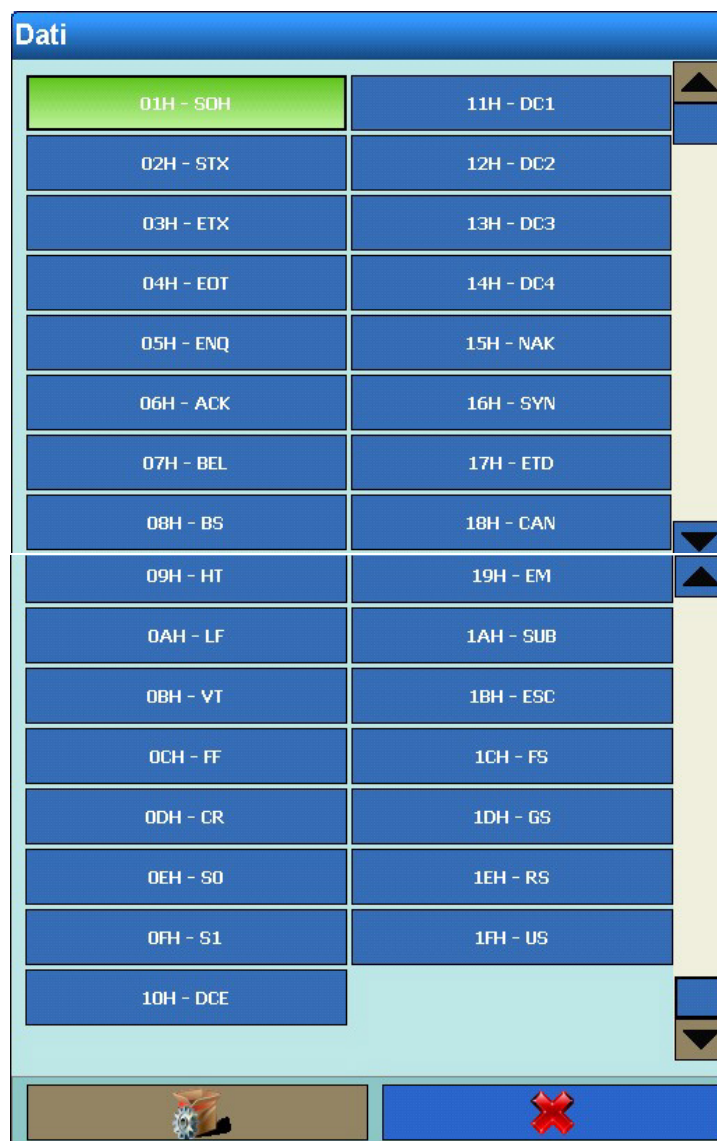 Dati
01H - SOH
11H - DC1
02H - STX
12H - DC2
03H - ETX
13H - DC3
04H - EOT
14H - DC4
05H - ENQ
15H - NAK
06H - ACK
16H - SYN
07H - BEL
17H - ETD
08H - BS
18H - CAN
09H - HT
19H - EM
0AH - LF
1AH - SUB
0BH - VT
1BH - ESC
0CH - FF
1CH - FS
0DH - CR
1DH - GS
0EH - SO
1EH - RS
0FH - S1
1FH - US
10H - DCE